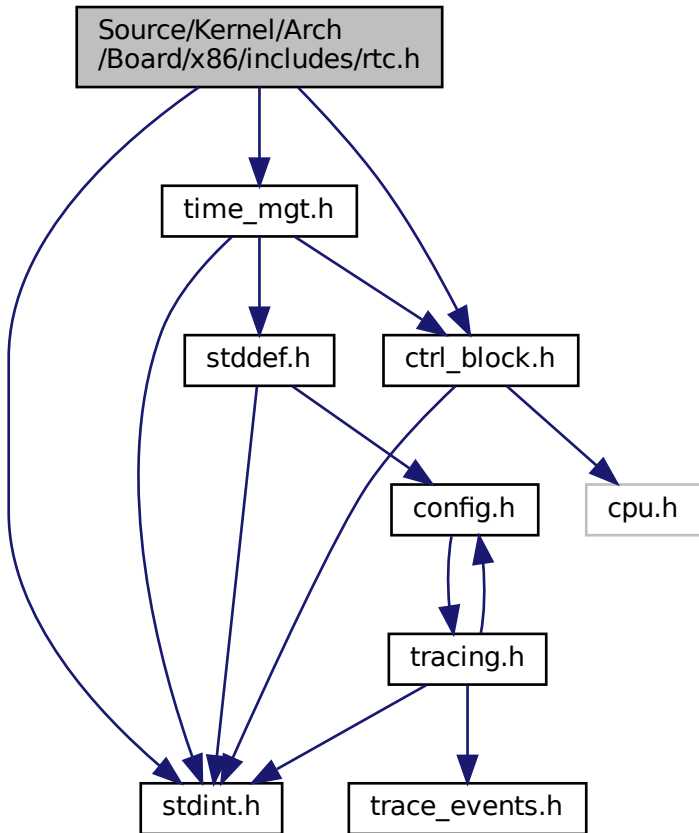 Source/Kernel/Arch
/Board/x86/includes/rtc.h
time_mgt.h
stddef.h
ctrl_block.h
config.h
cpu.h
tracing.h
stdint.h
trace_events.h